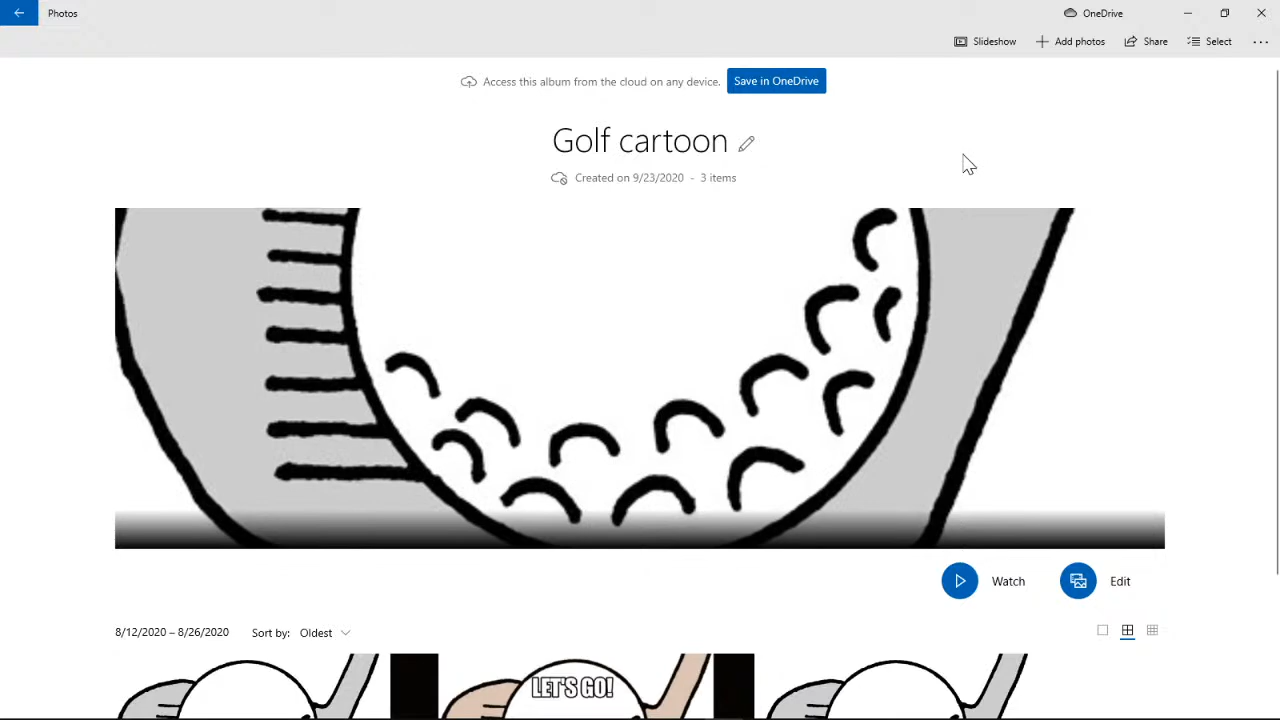 Photos
OneDrive
Slideshow
Add photos
Share
Select
Access this album from the cloud on any device.
Save in OneDrive
Golf cartoon
Created on 9/23/2020 - 3 items
Watch
Edit
8/12/2020 – 8/26/2020
Sort by: Oldest
LET'S GO!